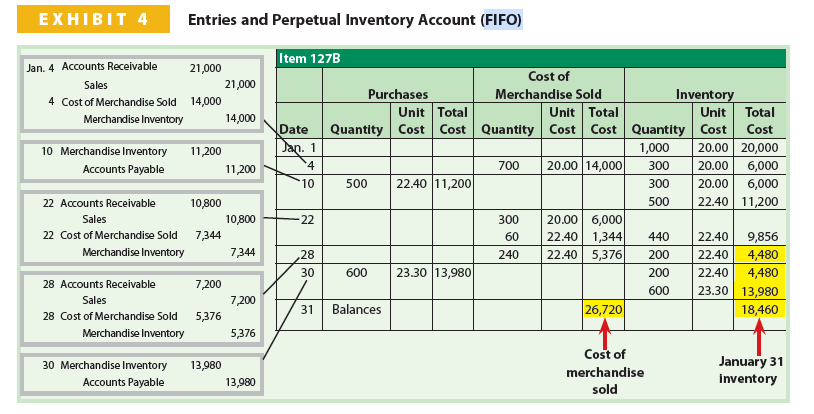 EXHIBIT 4 Entries and Perpetual Inventory Account (FIFO)
Jan. 4 Accounts Receivable 21,000
Sales 21,000
4 Cost of Merchandise Sold 14,000
Merchandise Inventory 14,000
10 Merchandise Inventory 11,200
Accounts Payable 11,200
22 Accounts Receivable 10,800
Sales 10,800
22 Cost of Merchandise Sold 7,344
Merchandise Inventory 7,344
28 Accounts Receivable 7,200
Sales 7,200
28 Cost of Merchandise Sold 5,376
Merchandise Inventory 5,376
30 Merchandise Inventory 13,980
Accounts Payable 13,980
Item 127B
Cost of
Purchases Merchandise Sold Inventory
Unit Total Unit Total Unit Total
Date Quantity Cost Cost Quantity Cost Cost Quantity Cost Cost
Jan. 1 1,000 20.00 20,000
4 700 20.00 14,000 300 20.00 6,000
10 500 22.40 11,200 300 20.00 6,000
500 22.40 11,200
22 300 20.00 6,000
60 22.40 1,344 440 22.40 9,856
28 240 22.40 5,376 200 22.40 4,480
30 600 23.30 13,980 200 22.40 4,480
600 23.30 13,980
31 Balances 26,720 18,460
Cost of
merchandise
sold
January 31
inventory